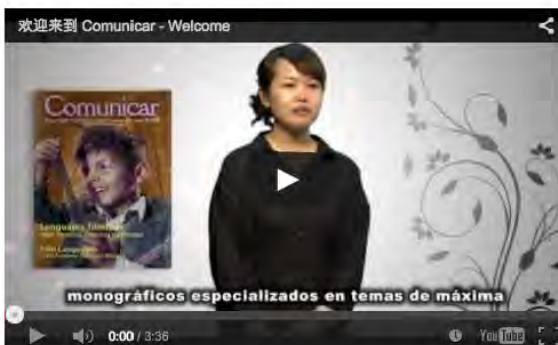 欢迎来到 Comunicar - Welcome
Comunicar
monográficos especializados en temas de máxima
0:00 / 3:36
YouTube